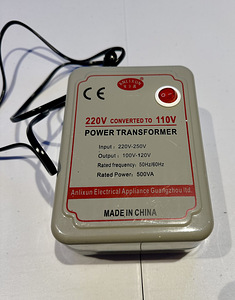 CE
220V CONVERTED TO 110V
POWER TRANSFORMER
Input : 220V-250V
Output : 100V-120V
Rated frequency : 50Hz/60Hz
Rated Power : 500VA
Anlixun Electrical Appliance Guangzhou ltd.
MADE IN CHINA